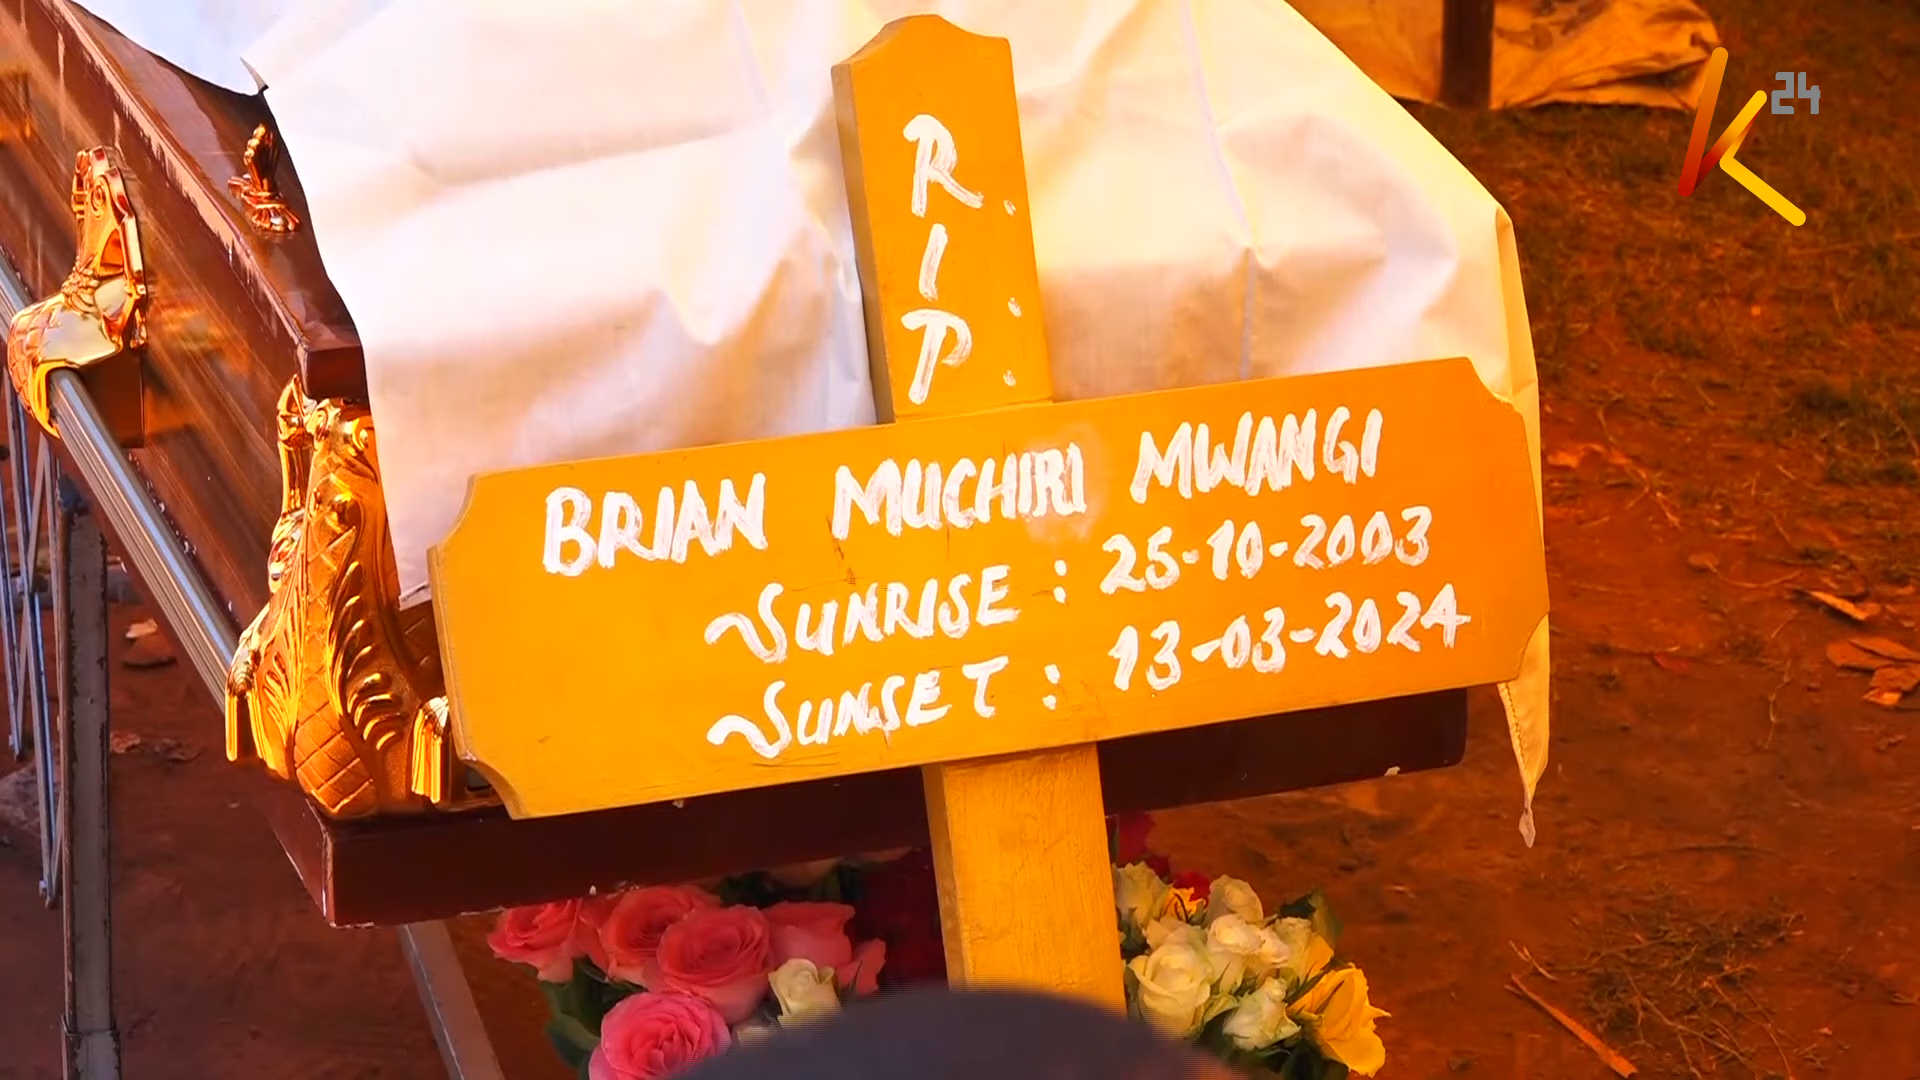 K24
R.
I.
P.
BRIAN MUCHIRI MWANGI
SUNRISE : 25-10-2003
SUNSET : 13-03-2024